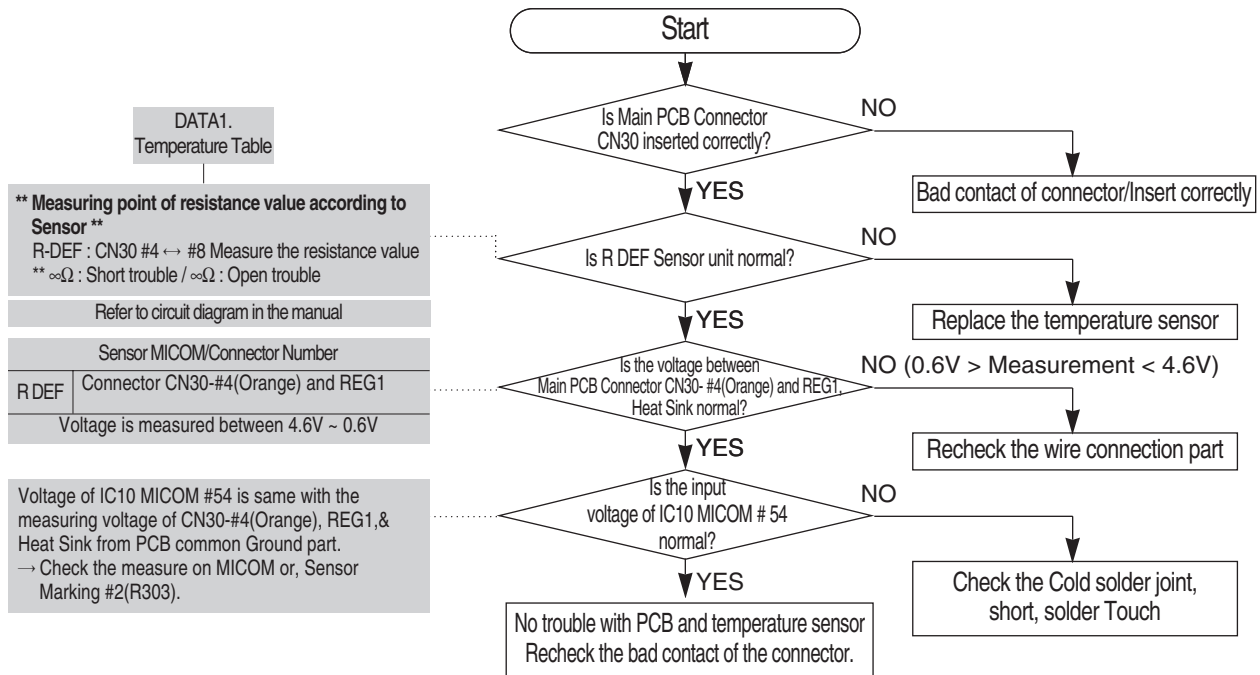 Start
Is Main PCB Connector
CN30 inserted correctly?
NO
Bad contact of connector/Insert correctly
YES
DATA1.
Temperature Table
** Measuring point of resistance value according to
Sensor **
R-DEF : CN30 #4 ↔ #8 Measure the resistance value
** ∞Ω : Short trouble / ∞Ω : Open trouble
Refer to circuit diagram in the manual
Is R DEF Sensor unit normal?
NO
Replace the temperature sensor
YES
Sensor MICOM/Connector Number
R DEF Connector CN30-#4(Orange) and REG1
Voltage is measured between 4.6V ~ 0.6V
Is the voltage between
Main PCB Connector CN30- #4(Orange) and REG1,
Heat Sink normal?
NO (0.6V > Measurement < 4.6V)
Recheck the wire connection part
YES
Voltage of IC10 MICOM #54 is same with the
measuring voltage of CN30-#4(Orange), REG1,&
Heat Sink from PCB common Ground part.
→ Check the measure on MICOM or, Sensor
Marking #2(R303).
Is the input
voltage of IC10 MICOM # 54
normal?
NO
Check the Cold solder joint,
short, solder Touch
YES
No trouble with PCB and temperature sensor
Recheck the bad contact of the connector.